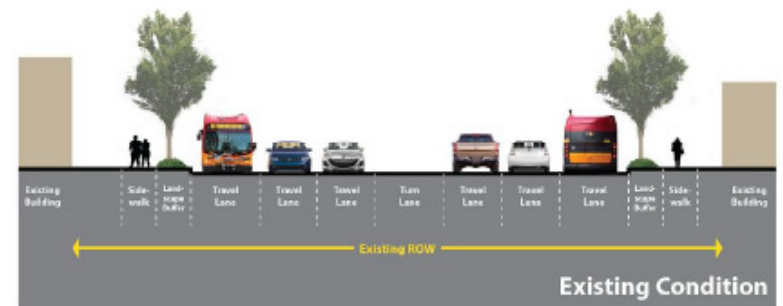 Existing
Building
Side-
walk
Land-
scape
Buffer
Travel
Lane
Travel
Lane
Travel
Lane
Turn
Lane
Travel
Lane
Travel
Lane
Travel
Lane
Land-
scape
Buffer
Side-
walk
Existing
Building
Existing ROW
Existing Condition